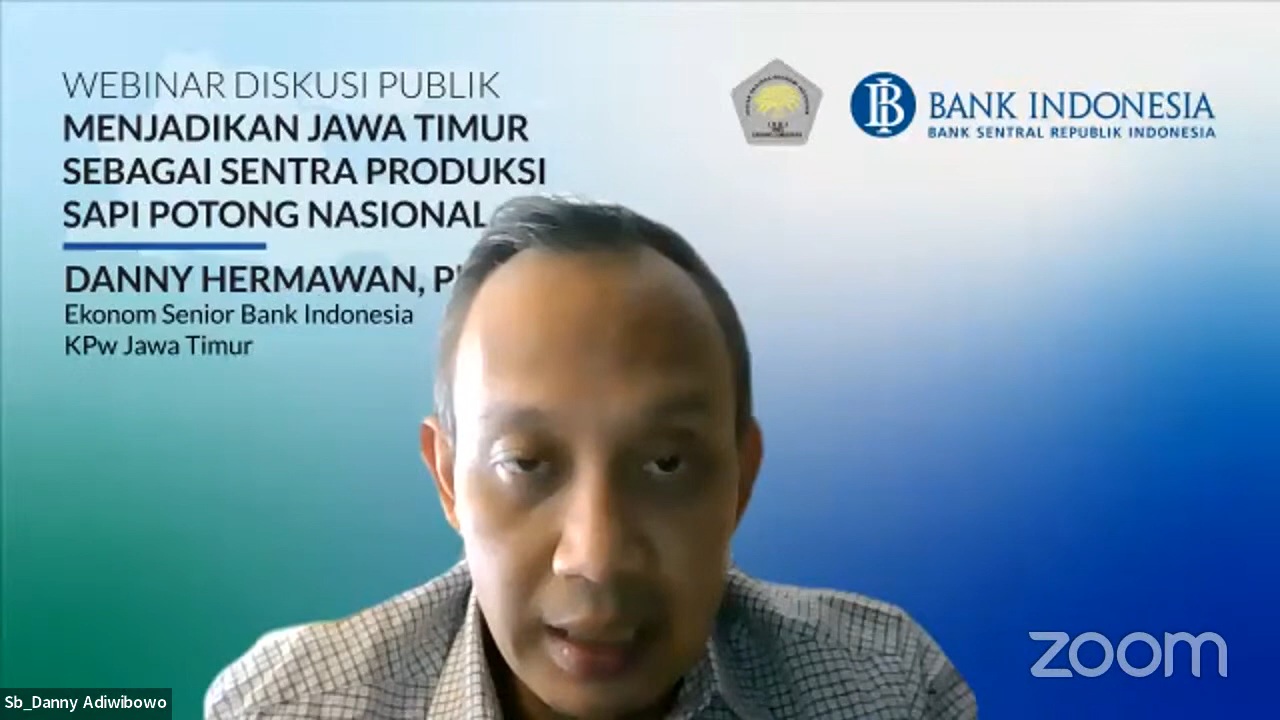 WEBINAR DISKUSI PUBLIK
MENJADIKAN JAWA TIMUR
SEBAGAI SENTRA PRODUKSI
SAPI POTONG NASIONAL
DANNY HERMAWAN,
Ekonom Senior Bank Indonesia
KPw Jawa Timur
BANK INDONESIA
BANK SENTRAL REPUBLIK INDONESIA
zoom
Sb_Danny Adiwibowo